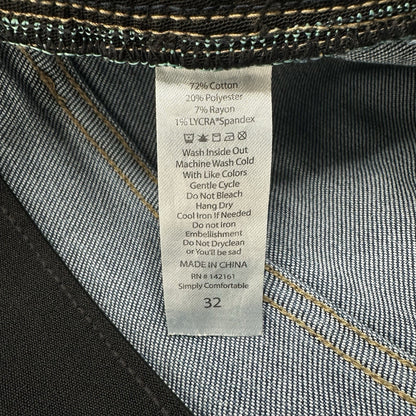 72% Cotton
20% Polyester
7% Rayon
1% LYCRA®Spandex
Wash Inside Out
Machine Wash Cold
With Like Colors
Gentle Cycle
Do Not Bleach
Hang Dry
Cool Iron If Needed
Do not Iron
Embellishment
Do Not Dryclean
or You'll be sad
MADE IN CHINA
RN # 142161
Simply Comfortable
32